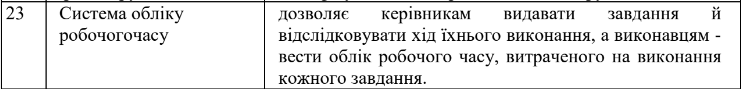 23
Система обліку
робочогочасу
дозволяє керівникам видавати завдання й
відслідковувати хід їхнього виконання, а виконавцям -
вести облік робочого часу, витраченого на виконання
кожного завдання.